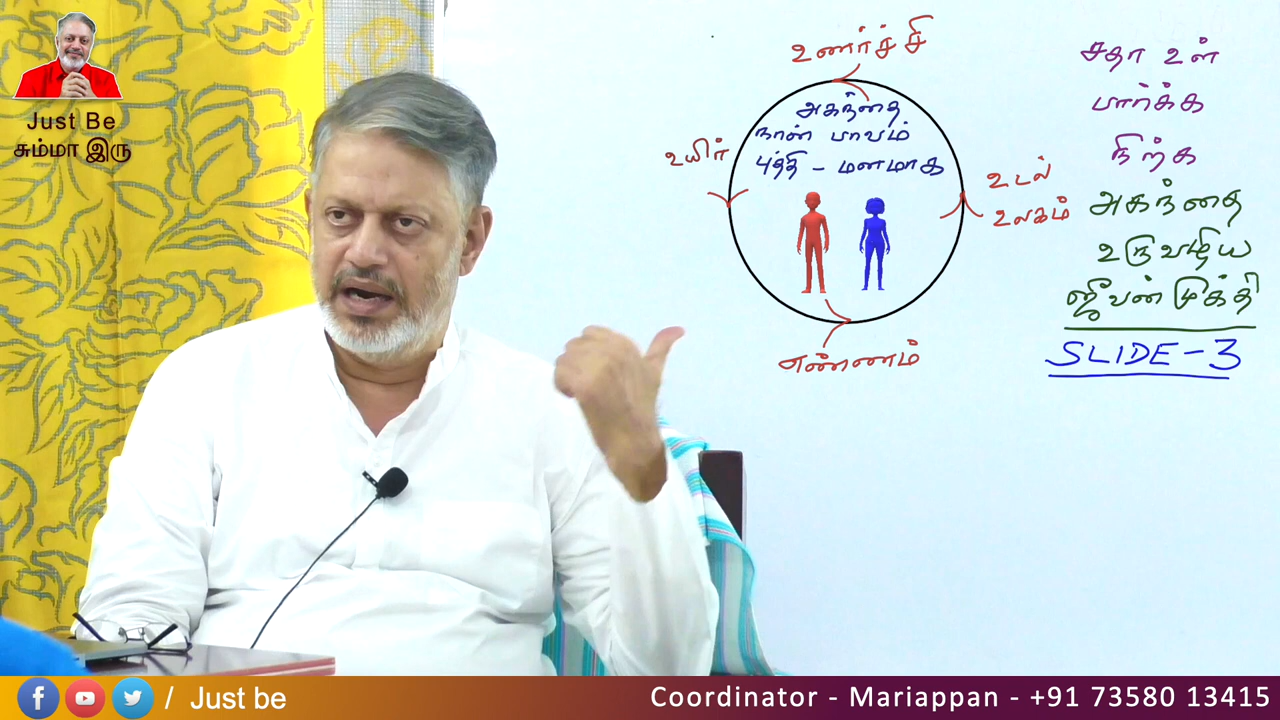 Just Be
சும்மா இரு
உணர்ச்சி
அகந்தை
நான் பாவம்
புத்தி - மனமாக
உயிர்
உடல்
உலகம்
எண்ணம்
சதா உள்
பார்க்க
நிற்க
அகந்தை
உருவழிய
ஜீவன் முக்தி
SLIDE-3
/ Just be
Coordinator - Mariappan - +91 73580 13415